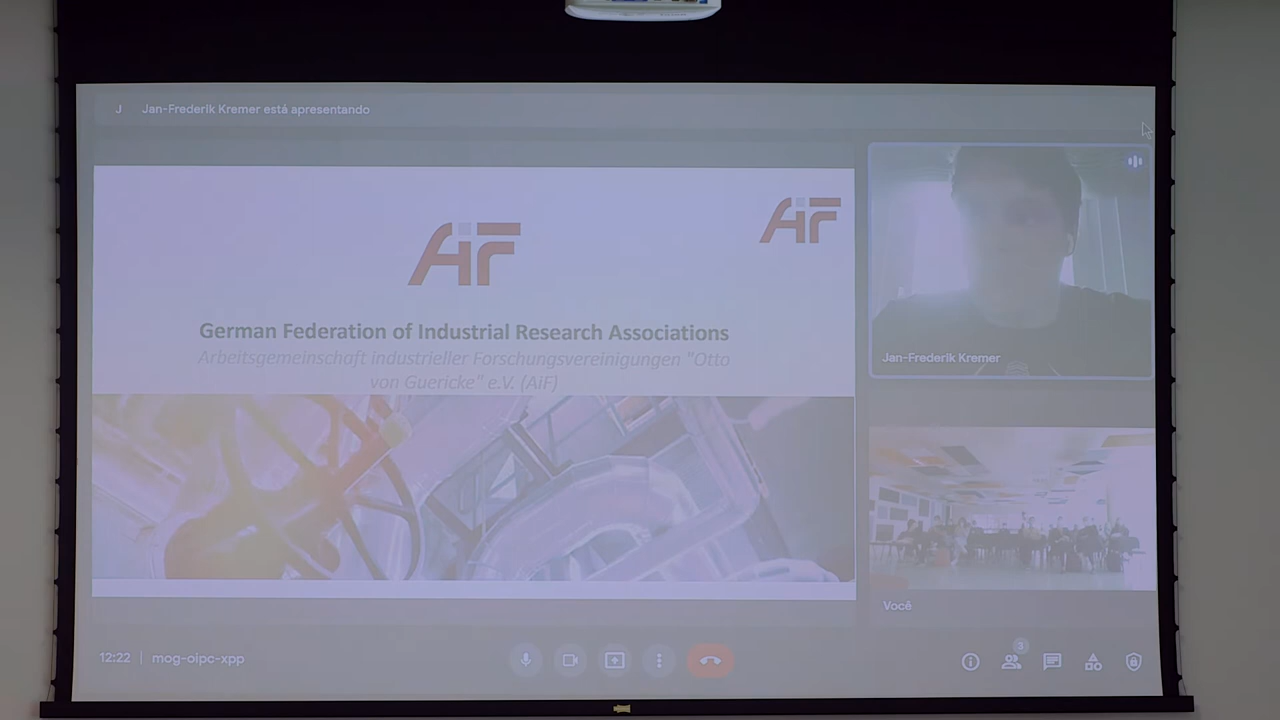 J Jan-Frederik Kremer está apresentando
AiF
AiF
German Federation of Industrial Research Associations
Arbeitsgemeinschaft industrieller Forschungsvereinigungen "Otto
von Guericke" e.V. (AiF)
Jan-Frederik Kremer
Você
12:22 | mog-oipc-xpp
3